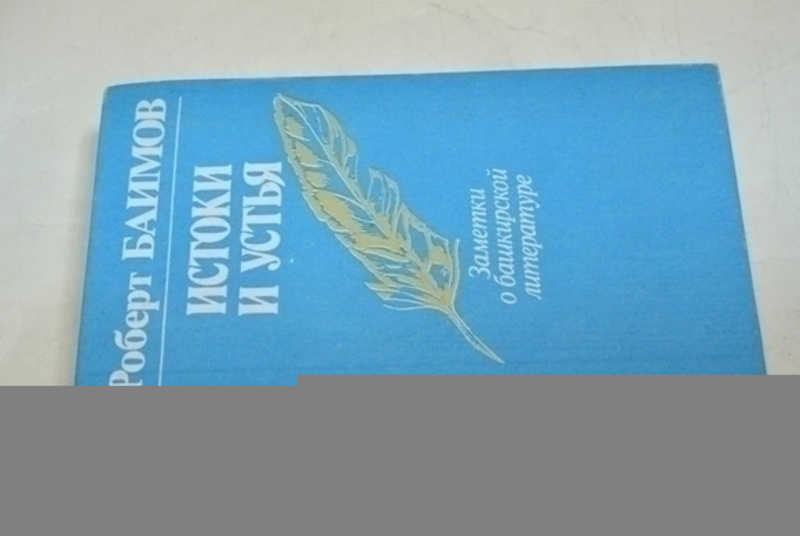 Роберт БАИМОВ
ИСТОКИ
И УСТЬЯ
Заметки
о башкирской
литературе